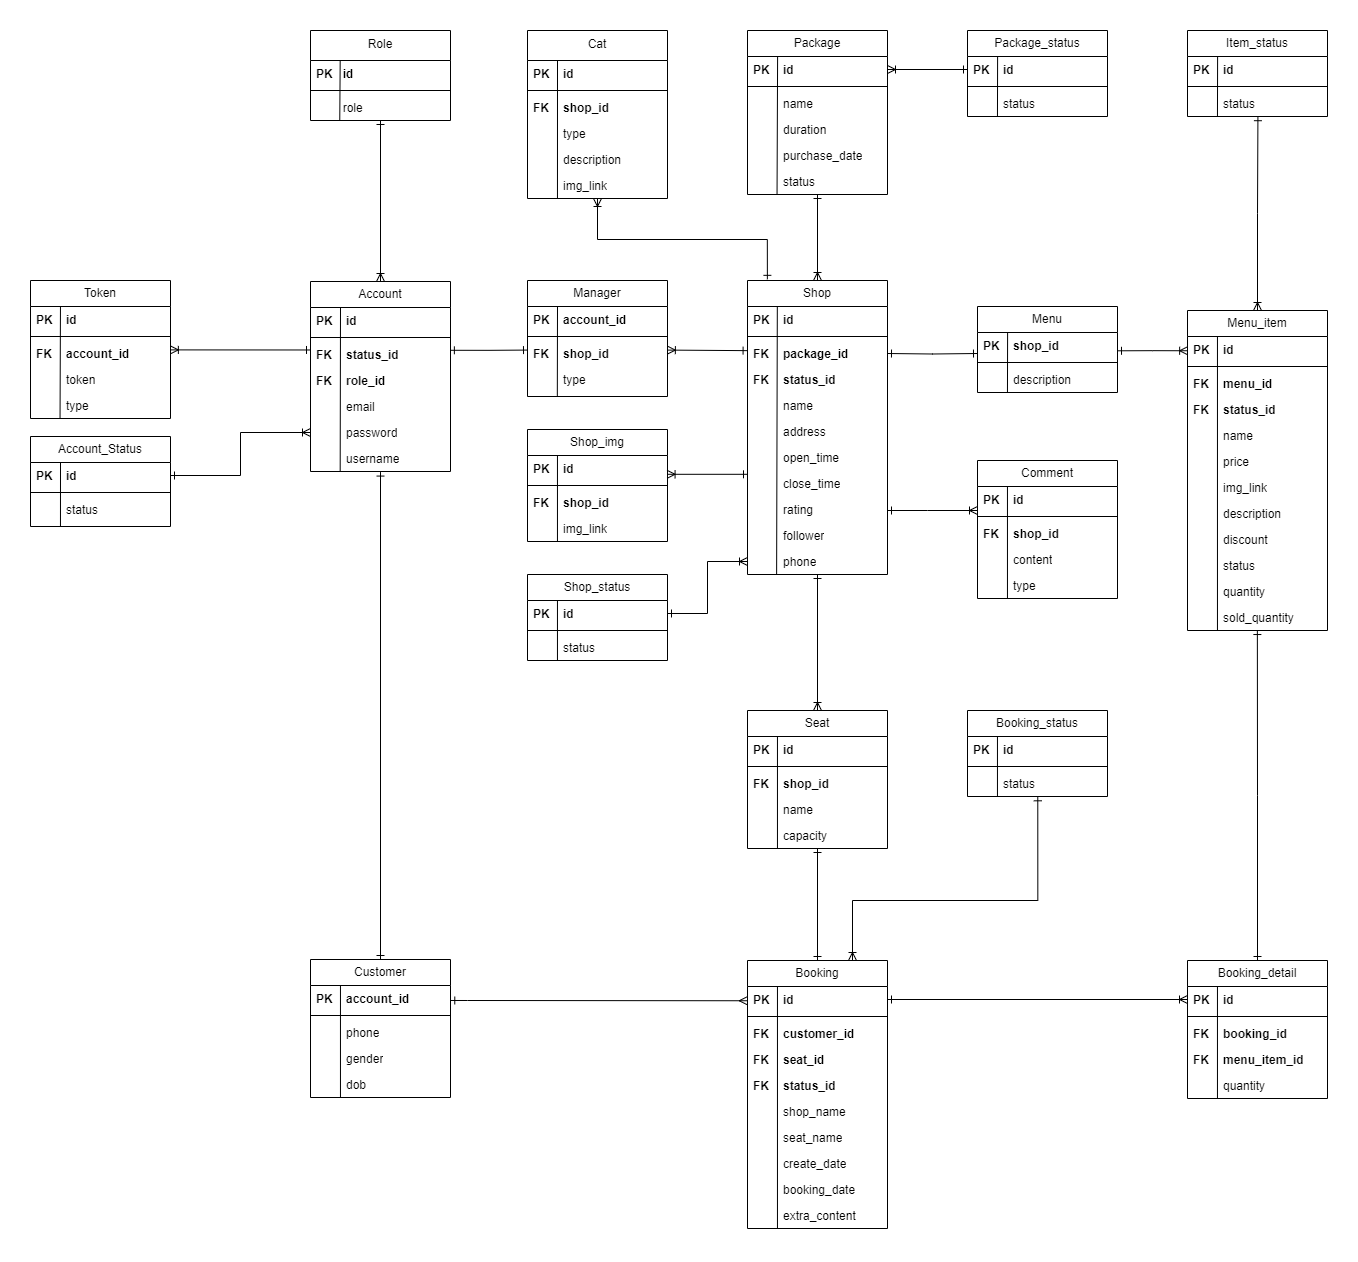 Role
PK id
role
Cat
PK id
FK shop_id
type
description
img_link
Package
PK id
name
duration
purchase_date
status
Package_status
PK id
status
Item_status
PK id
status
Token
PK id
FK account_id
token
type
Account
PK id
FK status_id
FK role_id
email
password
username
Manager
PK account_id
FK shop_id
type
Shop
PK id
FK package_id
FK status_id
name
address
open_time
close_time
rating
follower
phone
Menu
PK shop_id
description
Menu_item
PK id
FK menu_id
FK status_id
name
price
img_link
description
discount
status
quantity
sold_quantity
Account_Status
PK id
status
Shop_img
PK id
FK shop_id
img_link
Comment
PK id
FK shop_id
content
type
Shop_status
PK id
status
Seat
PK id
FK shop_id
name
capacity
Booking_status
PK id
status
Customer
PK account_id
phone
gender
dob
Booking
PK id
FK customer_id
FK seat_id
FK status_id
shop_name
seat_name
create_date
booking_date
extra_content
Booking_detail
PK id
FK booking_id
FK menu_item_id
quantity